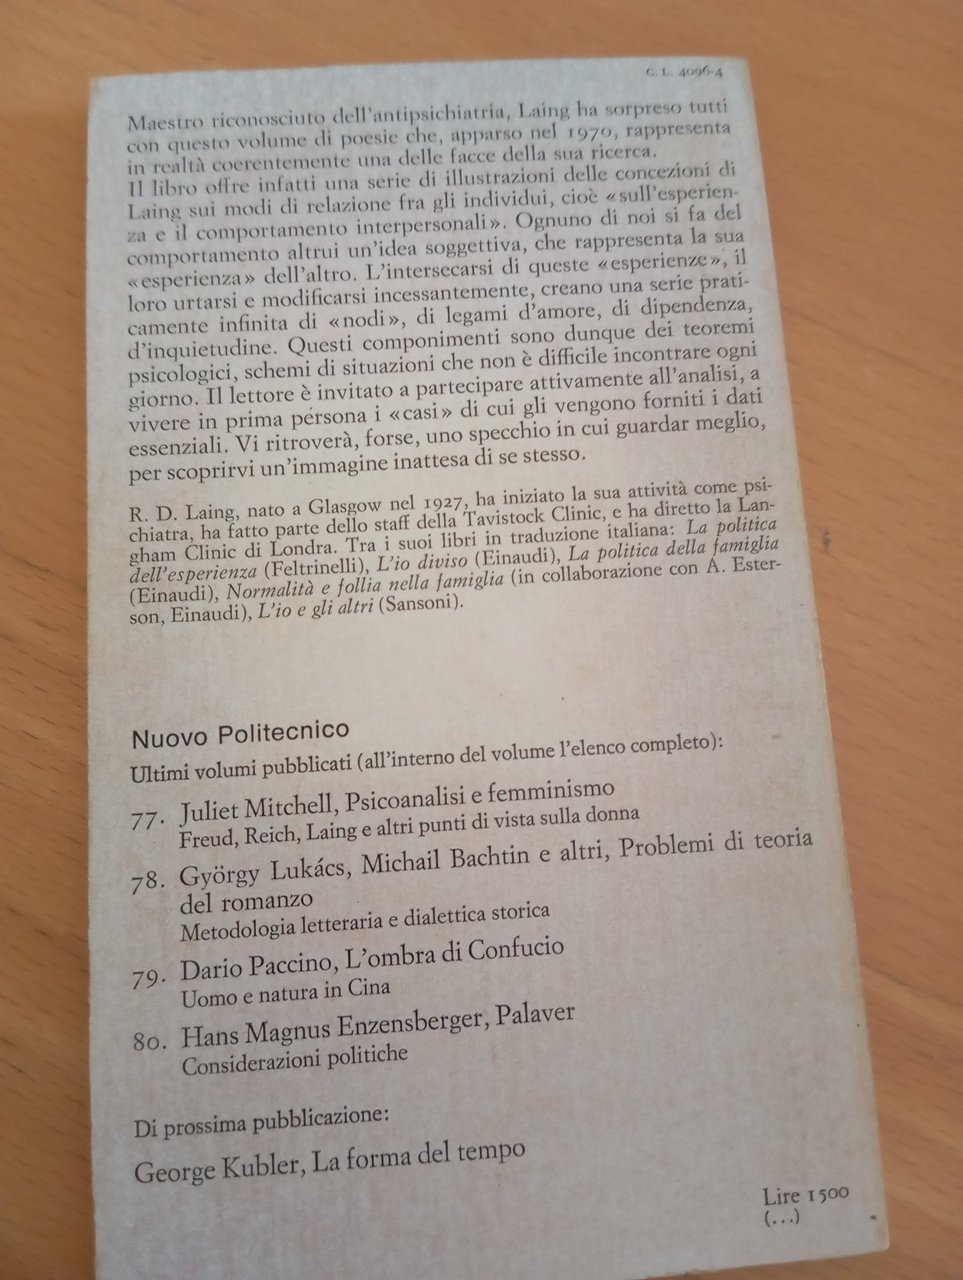 C. L. 4096-4
Maestro riconosciuto dell'antipsichiatria, Laing ha sorpreso tutti
con questo volume di poesie che, apparso nel 1970, rappresenta
in realtà coerentemente una delle facce della sua ricerca.
Il libro offre infatti una serie di illustrazioni delle concezioni di
Laing sui modi di relazione fra gli individui, cioè «sull'esperien-
za e il comportamento interpersonali». Ognuno di noi si fa del
comportamento altrui un'idea soggettiva, che rappresenta la sua
«esperienza» dell'altro. L'intersecarsi di queste «esperienze», il
loro urtarsi e modificarsi incessantemente, creano una serie prati-
camente infinita di «nodi», di legami d'amore, di dipendenza,
d'inquietudine. Questi componimenti sono dunque dei teoremi
psicologici, schemi di situazioni che non è difficile incontrare ogni
giorno. Il lettore è invitato a partecipare attivamente all'analisi, a
vivere in prima persona i «casi» di cui gli vengono forniti i dati
essenziali. Vi ritroverà, forse, uno specchio in cui guardar meglio,
per scoprirvi un'immagine inattesa di se stesso.
R. D. Laing, nato a Glasgow nel 1927, ha iniziato la sua attività come psi-
chiatra, ha fatto parte dello staff della Tavistock Clinic, e ha diretto la Lan-
gham Clinic di Londra. Tra i suoi libri in traduzione italiana: La politica
dell'esperienza (Feltrinelli), L'io diviso (Einaudi), La politica della famiglia
(Einaudi), Normalità e follia nella famiglia (in collaborazione con A. Ester-
son, Einaudi), L'io e gli altri (Sansoni).
Nuovo Politecnico
Ultimi volumi pubblicati (all'interno del volume l'elenco completo):
77. Juliet Mitchell, Psicoanalisi e femminismo
Freud, Reich, Laing e altri punti di vista sulla donna
78. György Lukács, Michail Bachtin e altri, Problemi di teoria
del romanzo
Metodologia letteraria e dialettica storica
79. Dario Paccino, L'ombra di Confucio
Uomo e natura in Cina
80. Hans Magnus Enzensberger, Palaver
Considerazioni politiche
Di prossima pubblicazione:
George Kubler, La forma del tempo
Lire 1500
(...)